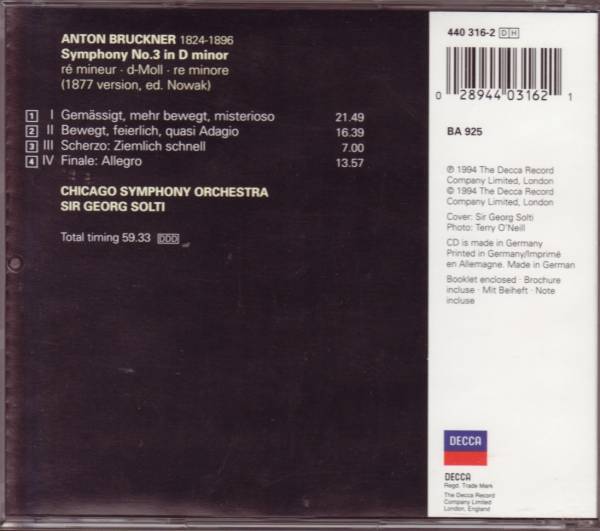 ANTON BRUCKNER 1824-1896
Symphony No.3 in D minor
ré mineur · d-Moll · re minore
(1877 version, ed. Nowak)
1 I Gemässigt, mehr bewegt, misterioso 21.49
2 II Bewegt, feierlich, quasi Adagio 16.39
3 III Scherzo: Ziemlich schnell 7.00
4 IV Finale: Allegro 13.57
CHICAGO SYMPHONY ORCHESTRA
SIR GEORG SOLTI
Total timing 59.33 DDD
440 316-2 DH
0 28944 03162 1
BA 925
℗ 1994 The Decca Record
Company Limited, London
© 1994 The Decca Record
Company Limited, London
Cover: Sir Georg Solti
Photo: Terry O'Neill
CD is made in Germany
Printed in Germany/Imprimé
en Allemagne. Made in German
Booklet enclosed · Brochure
incluse · Mit Beiheft · Note
incluse
DECCA
DECCA
Regd. Trade Mark
The Decca Record
Company Limited
London, England